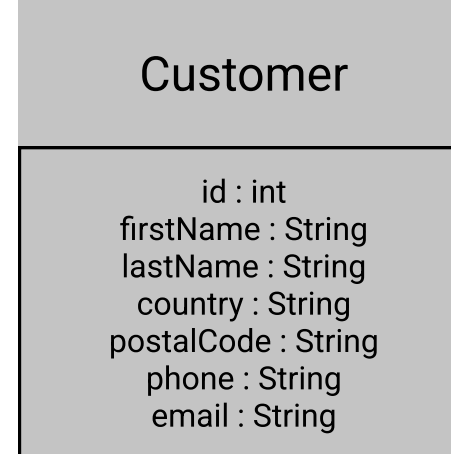 Customer
id : int
firstName : String
lastName : String
country : String
postalCode : String
phone : String
email : String